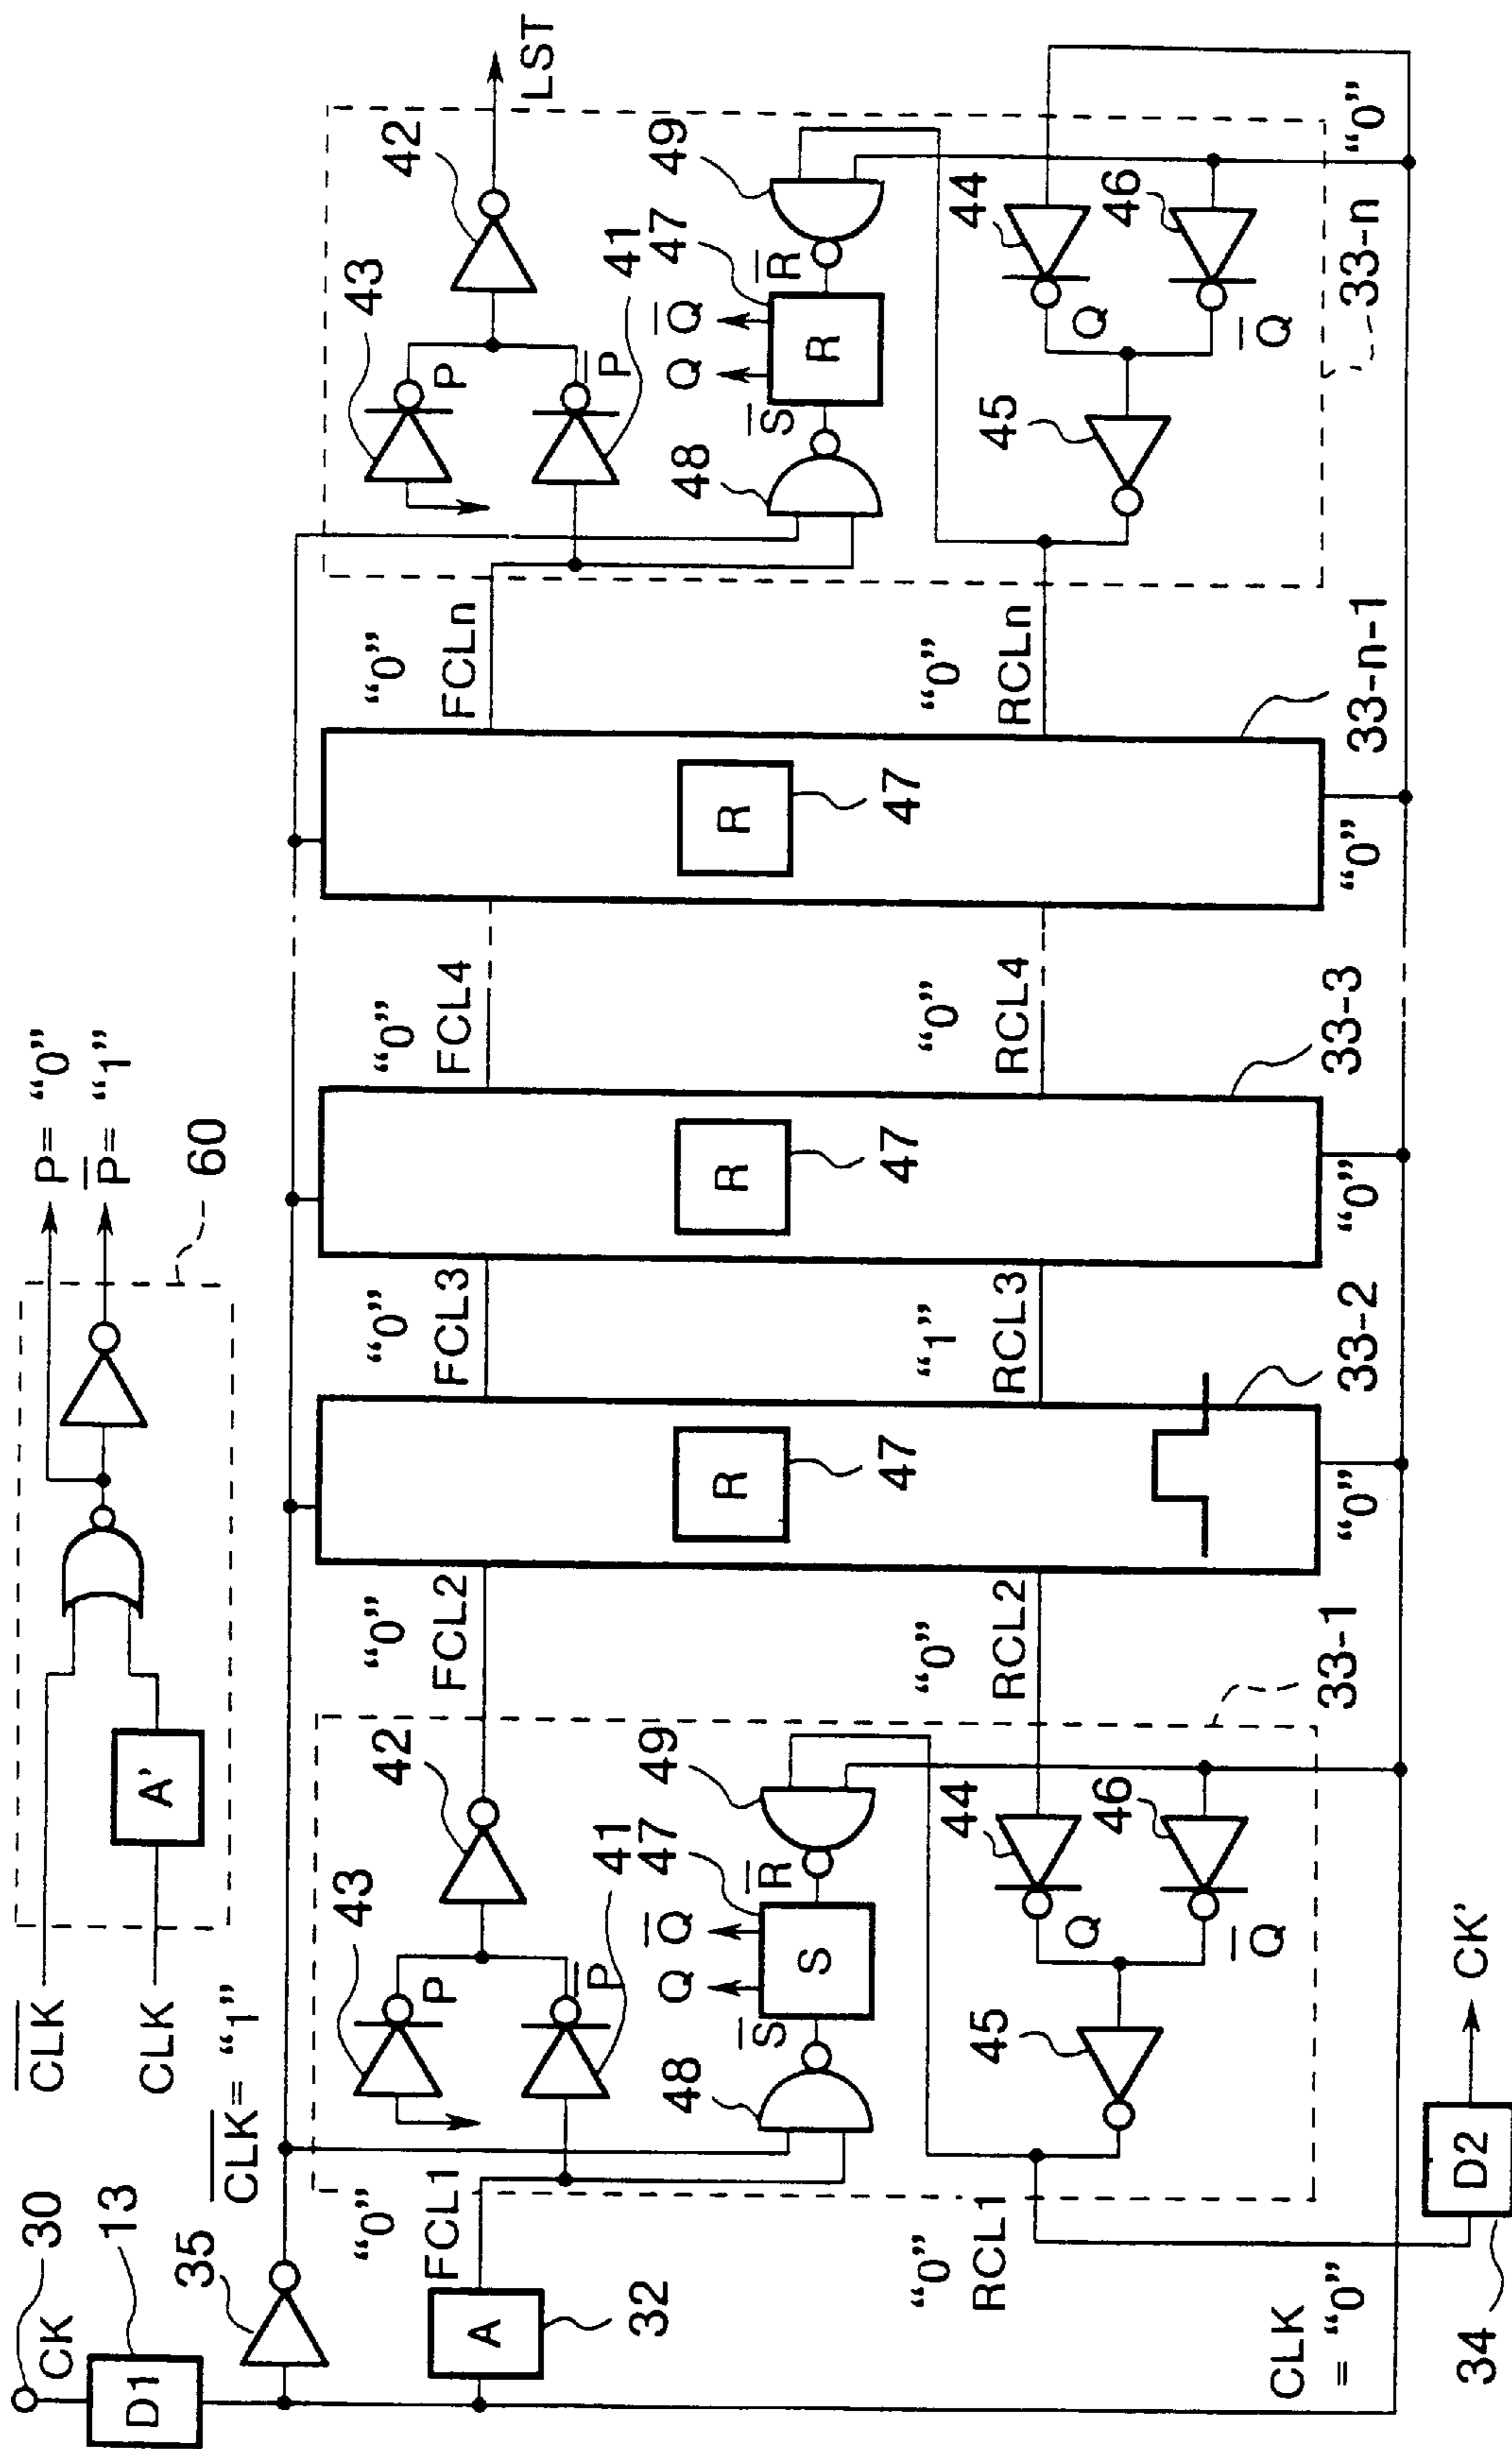 30
CK
13
D1
35
CLK
CLK
A'
60
P= “0”
P= “1”
CLK= “1”
“0”
FCL1
A
32
43
P
42
P
41
47
Q
Q
S
S
R
48
49
“0”
RCL1
45
44
Q
46
Q
33-1
“0”
FCL2
“0”
RCL2
R
47
“0”
33-2
“0”
FCL3
“1”
RCL3
R
47
“0”
33-3
“0”
FCL4
“0”
RCL4
R
47
“0”
33-n-1
“0”
FCLn
“0”
RCLn
43
P
42
LST
P
41
47
Q
Q
S
R
R
48
49
45
44
Q
46
Q
33-n
“0”
CLK
= “0”
34
D2
CK'